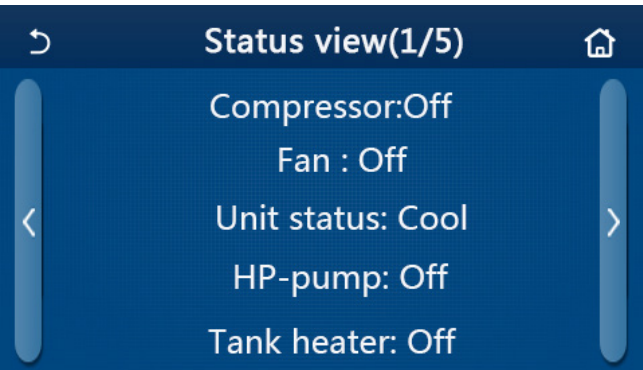 Status view(1/5)
Compressor:Off
Fan : Off
Unit status: Cool
HP-pump: Off
Tank heater: Off